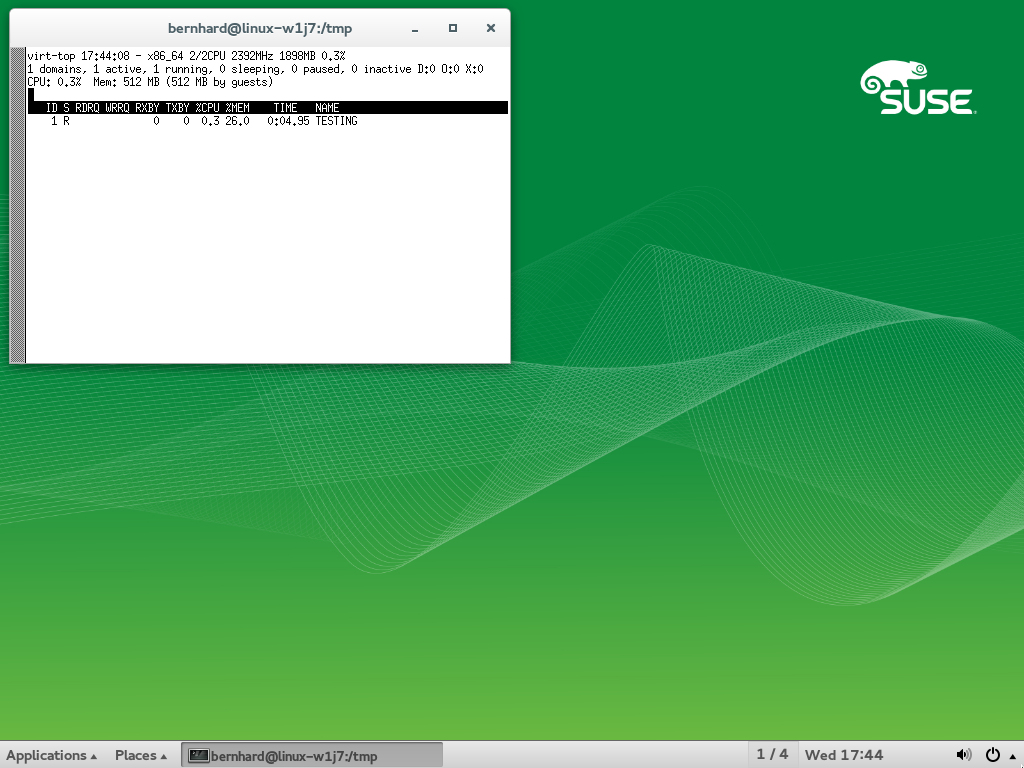 bernhard@linux-w1j7:/tmp
virt-top 17:44:08 - x86_64 2/2CPU 2392MHz 1898MB 0.3%
1 domains, 1 active, 1 running, 0 sleeping, 0 paused, 0 inactive D:0 O:0 X:0
CPU: 0.3%  Mem: 512 MB (512 MB by guests)
ID S RDRQ WRRQ RXBY TXBY %CPU %MEM    TIME   NAME
1 R              0    0  0.3 26.0   0:04.95 TESTING
SUSE
Applications Places bernhard@linux-w1j7:/tmp 1 / 4 Wed 17:44